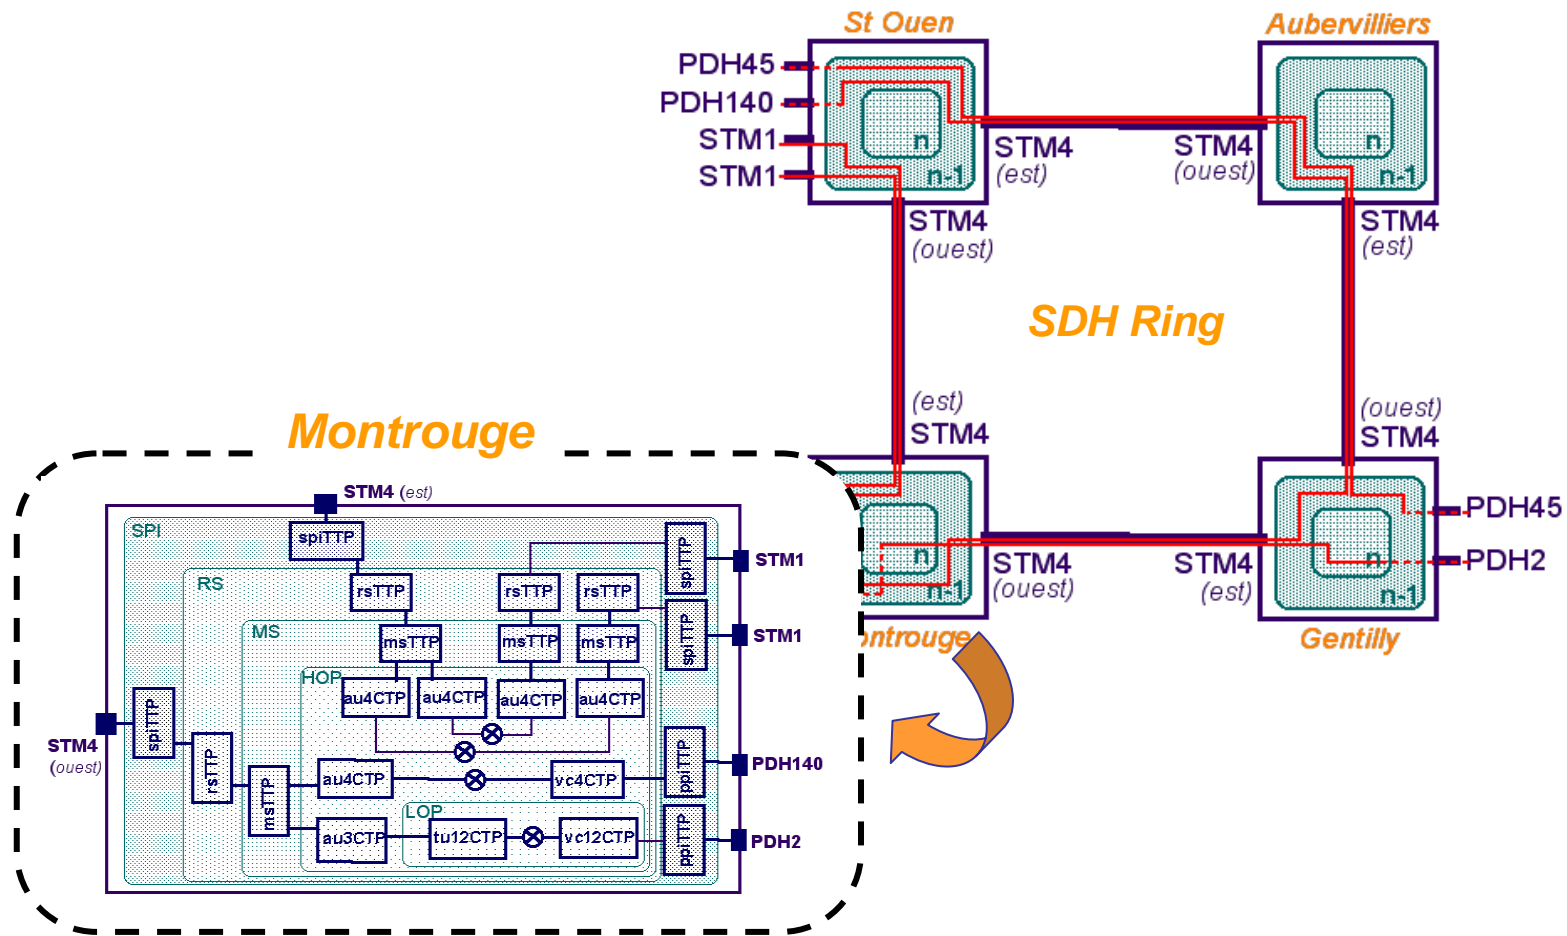 St Ouen
Aubervilliers
PDH45
PDH140
STM1
STM1
n
n-1
STM4
(est)
STM4
(ouest)
n
n-1
STM4
(ouest)
STM4
(est)
SDH Ring
(est)
STM4
(ouest)
STM4
n
n-1
STM4
(ouest)
STM4
(est)
n
n-1
PDH45
PDH2
ontrouge
Gentilly
Montrouge
STM4 (est)
SPI
spiTTP
spiTTP
STM1
RS
rsTTP
rsTTP
rsTTP
spiTTP
STM1
MS
msTTP
msTTP
msTTP
HOP
au4CTP
au4CTP
au4CTP
au4CTP
STM4
(ouest)
spiTTP
rsTTP
msTTP
au4CTP
vc4CTP
ppiTTP
PDH140
LOP
au3CTP
tu12CTP
vc12CTP
ppiTTP
PDH2